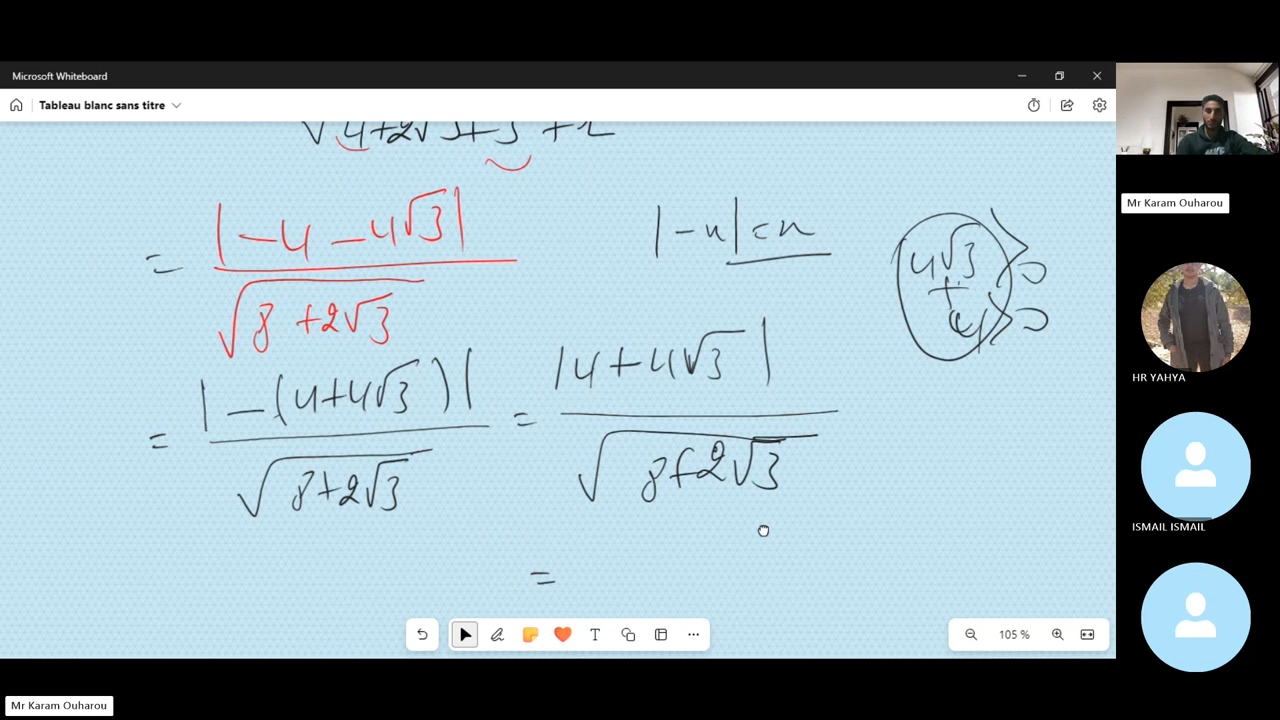 Microsoft Whiteboard
Tableau blanc sans titre
√4+2√3+3 + 1
= |-4 - 4√3| / √(8 + 2√3)
|-x| = x
4√3 > 0
+
4 > 0
= |-(4+4√3)| / √(8+2√3) = |4+4√3| / √(8+2√3)
=
105 %
Mr Karam Ouharou
HR YAHYA
ISMAIL ISMAIL
Mr Karam Ouharou